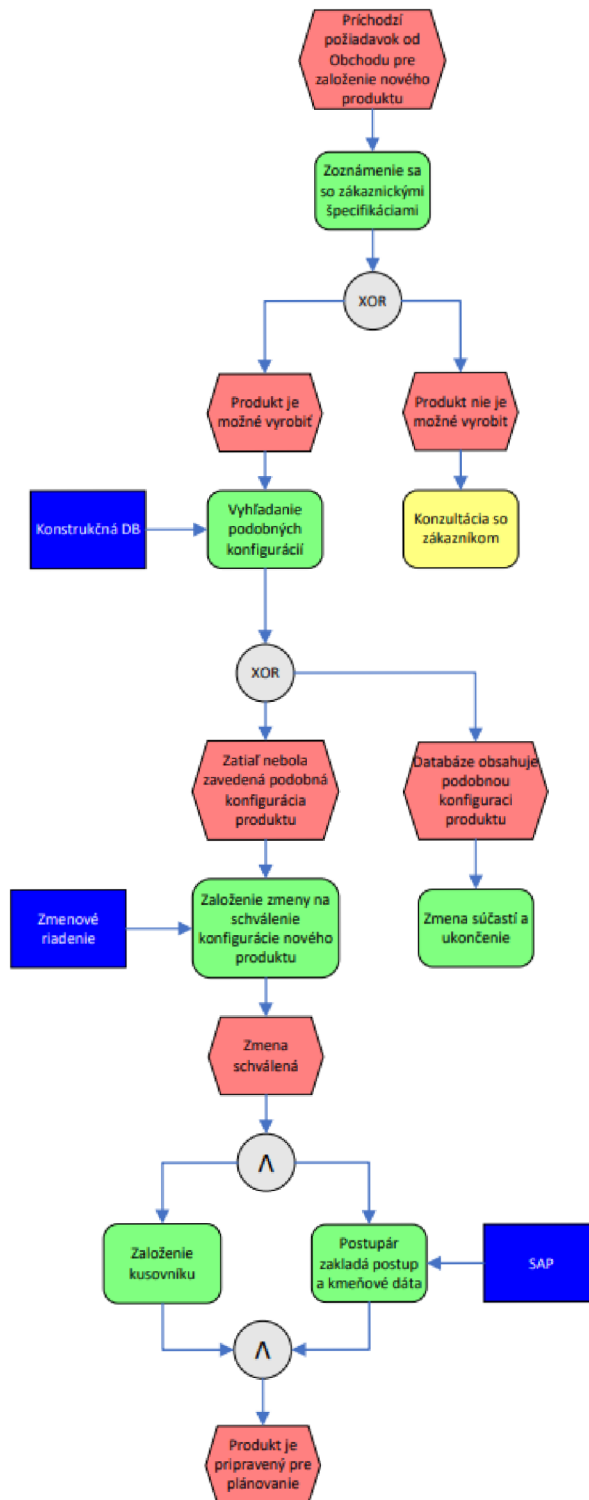 Príchodzí
požiadavok od
Obchodu pre
založenie nového
produktu
Zoznámenie sa
so zákaznickými
špecifikáciami
XOR
Produkt je
možné vyrobiť
Produkt nie je
možné vyrobit
Konštrukčná DB
Vyhľadanie
podobných
konfigurácií
Konzultácia so
zákazníkom
XOR
Zatiaľ nebola
zavedená podobná
konfigurácia
produktu
Databáze obsahuje
podobnou
konfiguraci
produktu
Zmenové
riadenie
Založenie zmeny na
schválenie
konfigurácie nového
produktu
Zmena súčastí a
ukončenie
Zmena
schválená
Λ
Založenie
kusovníku
Postupár
zakladá postup
a kmeňové dáta
SAP
Λ
Produkt je
pripravený pre
plánovanie